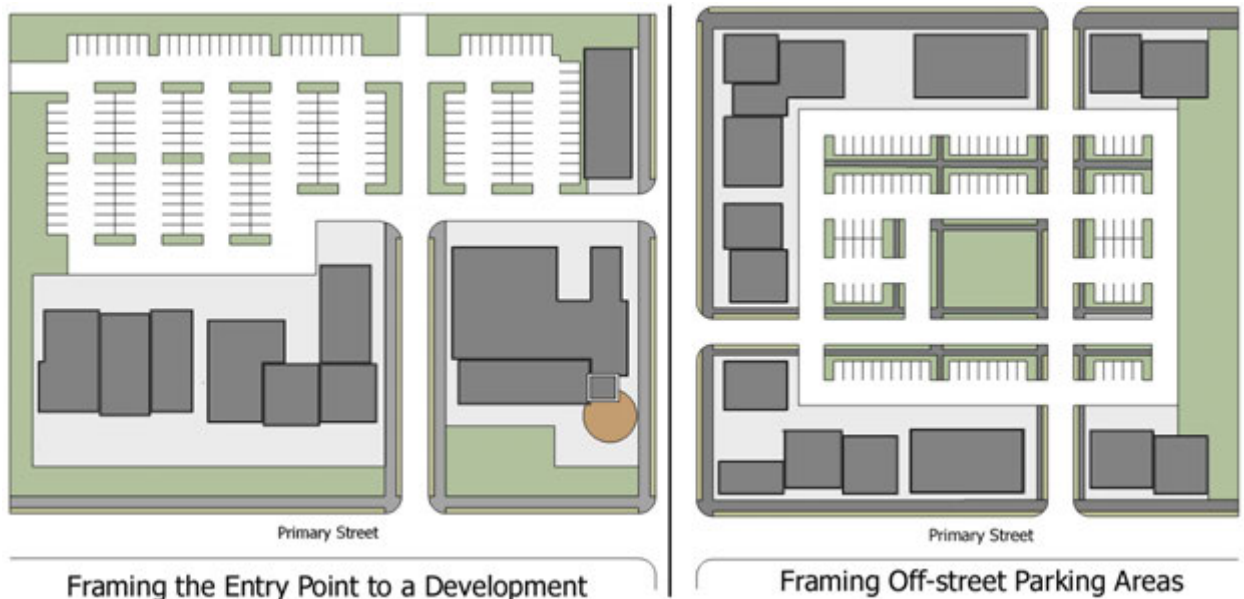 Primary Street
Framing the Entry Point to a Development
Primary Street
Framing Off-street Parking Areas